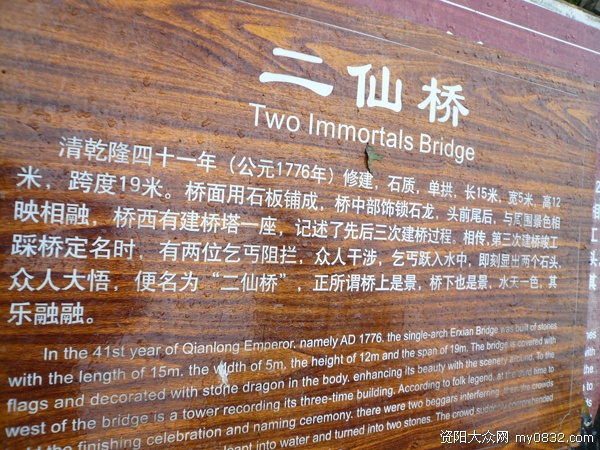 二仙桥
Two Immortals Bridge
清乾隆四十一年（公元1776年）修建，石质，单拱，长15米，宽5米，高12
米，跨度19米。桥面用石板铺成，桥中部饰锁石龙，头前尾后，与周围景色相
映相融，桥西有建桥塔一座，记述了先后三次建桥过程。相传，第三次建桥竣工
踩桥定名时，有两位乞丐阻拦，众人干涉，乞丐跃入水中，即刻显出两个石头，
众人大悟，便名为“二仙桥”，正所谓桥上是景，桥下也是景，水天一色，其
乐融融。
In the 41st year of Qianlong Emperor, namely AD 1776, the single-arch Erxian Bridge was built of stones
with the length of 15m, the width of 5m, the height of 12m and the span of 19m. The bridge is covered with
flags and decorated with stone dragon in the body, enhancing its beauty with the scenery around. To the
west of the bridge is a tower recording its three-time building. According to folk legend, at the third time to
the finishing celebration and naming ceremony, there were two beggars interfering. When the crowds
leapt into water and turned into two stones. The crowd
资阳大众网 my0832.com